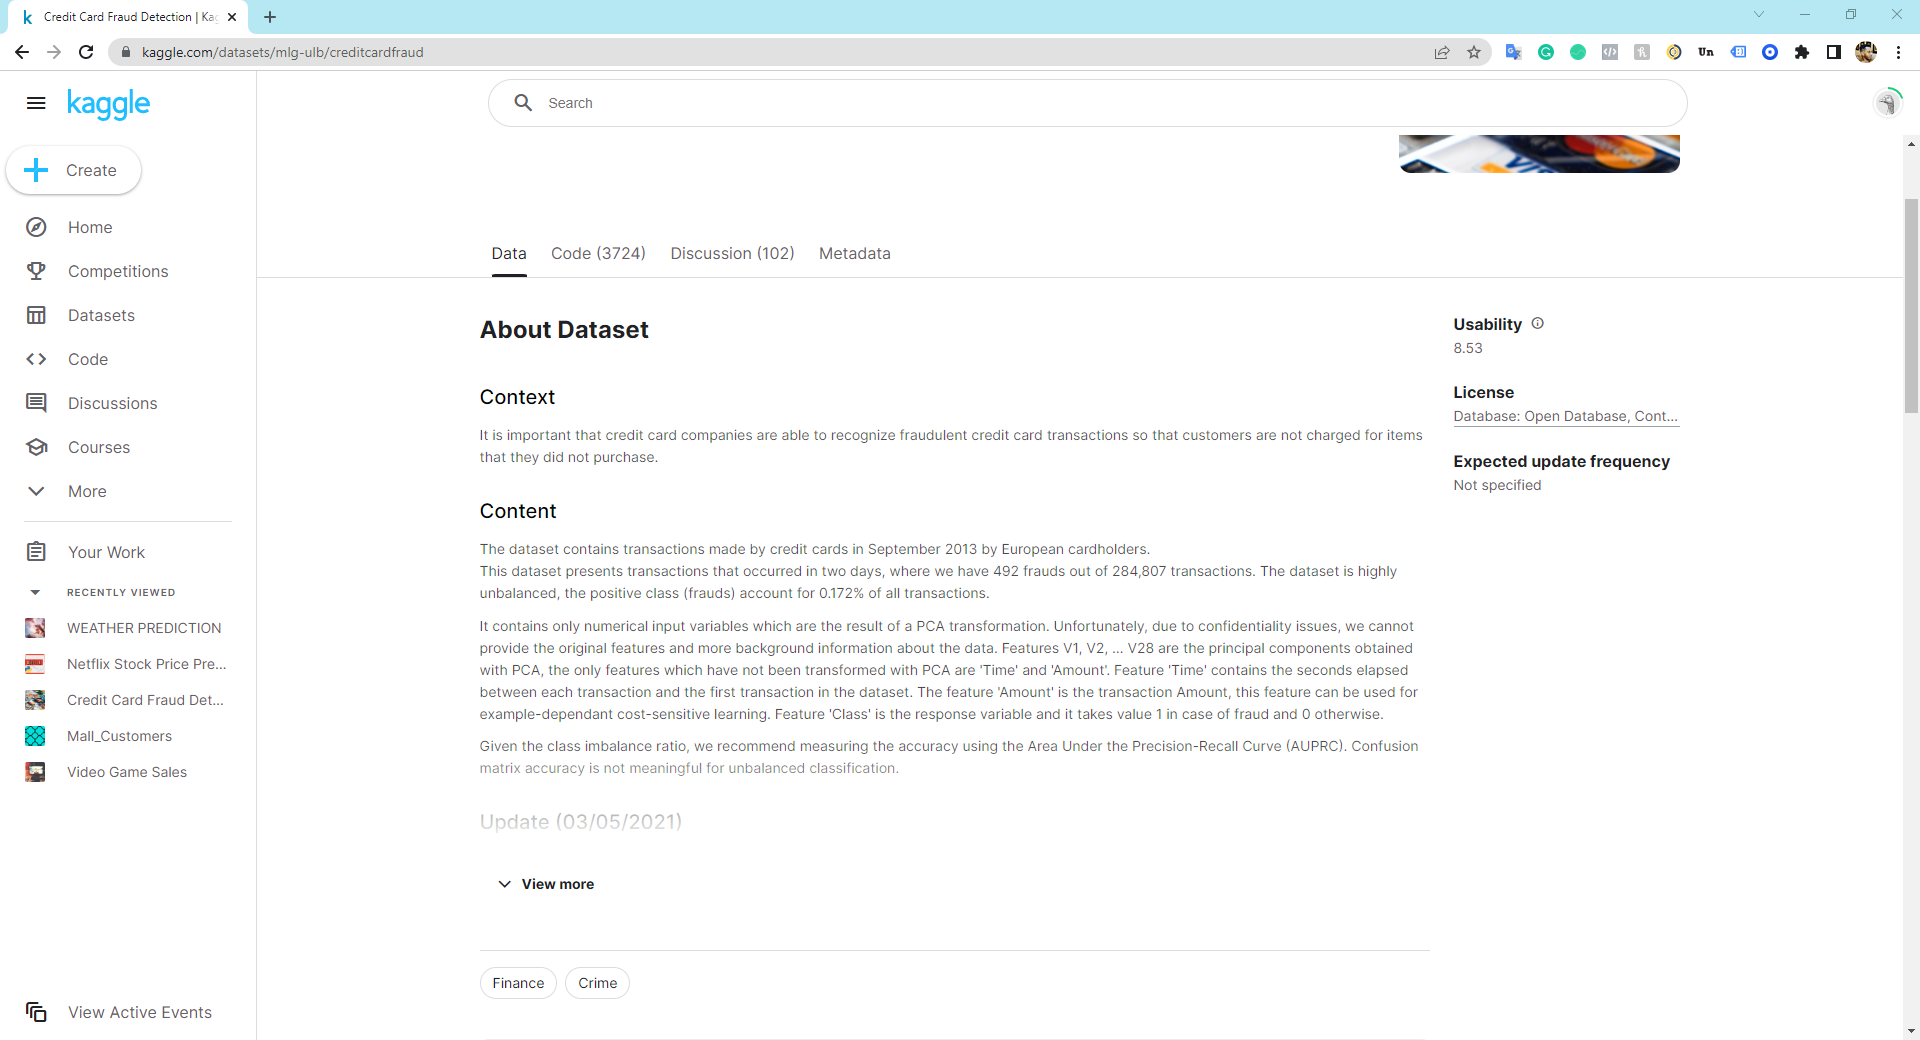 Credit Card Fraud Detection | Kag
kaggle.com/datasets/mlg-ulb/creditcardfraud
Un
kaggle
Search
Create
Home
Competitions
Datasets
Code
Discussions
Courses
More
Your Work
RECENTLY VIEWED
WEATHER PREDICTION
Netflix Stock Price Pre...
Credit Card Fraud Det...
Mall_Customers
Video Game Sales
View Active Events
VISA
Data Code (3724) Discussion (102) Metadata
About Dataset
Context
It is important that credit card companies are able to recognize fraudulent credit card transactions so that customers are not charged for items
that they did not purchase.
Content
The dataset contains transactions made by credit cards in September 2013 by European cardholders.
This dataset presents transactions that occurred in two days, where we have 492 frauds out of 284,807 transactions. The dataset is highly
unbalanced, the positive class (frauds) account for 0.172% of all transactions.
It contains only numerical input variables which are the result of a PCA transformation. Unfortunately, due to confidentiality issues, we cannot
provide the original features and more background information about the data. Features V1, V2, … V28 are the principal components obtained
with PCA, the only features which have not been transformed with PCA are 'Time' and 'Amount'. Feature 'Time' contains the seconds elapsed
between each transaction and the first transaction in the dataset. The feature 'Amount' is the transaction Amount, this feature can be used for
example-dependant cost-sensitive learning. Feature 'Class' is the response variable and it takes value 1 in case of fraud and 0 otherwise.
Given the class imbalance ratio, we recommend measuring the accuracy using the Area Under the Precision-Recall Curve (AUPRC). Confusion
matrix accuracy is not meaningful for unbalanced classification.
Update (03/05/2021)
View more
Finance Crime
Usability
8.53
License
Database: Open Database, Cont...
Expected update frequency
Not specified